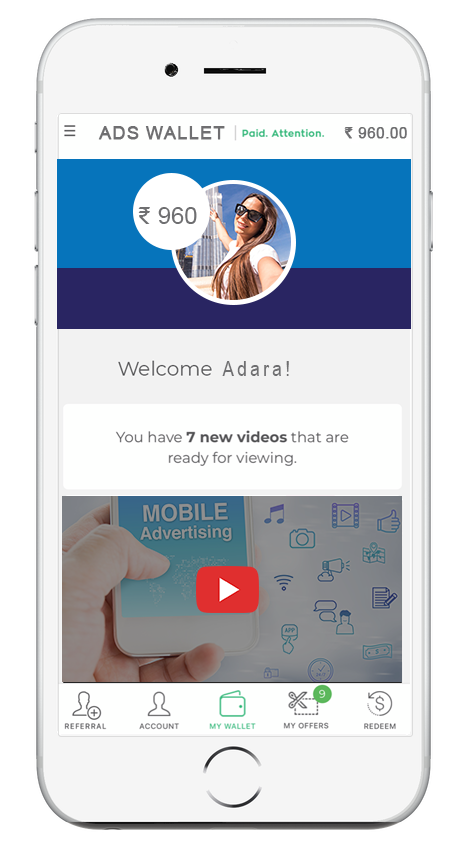 ADS WALLET | Paid. Attention. ₹ 960.00
₹ 960
Welcome Adara!
You have 7 new videos that are
ready for viewing.
MOBILE
Advertising
APP
9
REFERRAL ACCOUNT MY WALLET MY OFFERS REDEEM